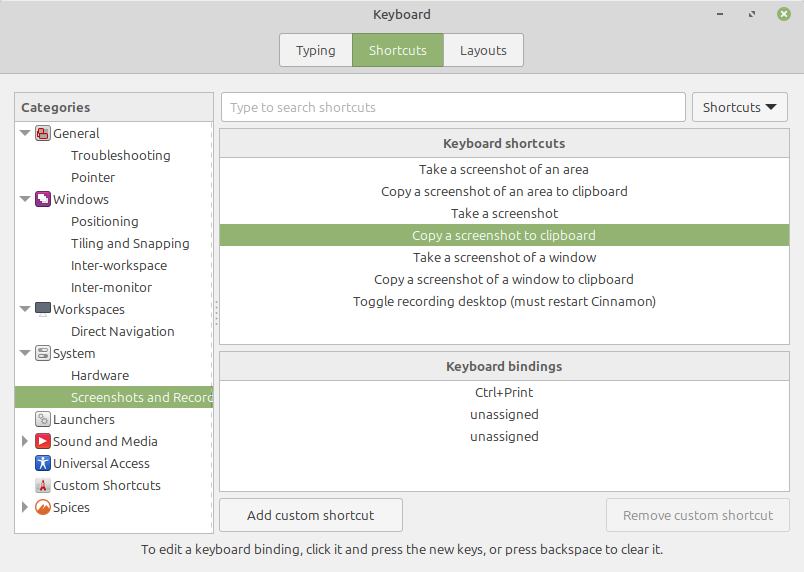 Keyboard
Typing
Shortcuts
Layouts
Categories
General
Troubleshooting
Pointer
Windows
Positioning
Tiling and Snapping
Inter-workspace
Inter-monitor
Workspaces
Direct Navigation
System
Hardware
Screenshots and Record
Launchers
Sound and Media
Universal Access
Custom Shortcuts
Spices
Type to search shortcuts
Shortcuts
Keyboard shortcuts
Take a screenshot of an area
Copy a screenshot of an area to clipboard
Take a screenshot
Copy a screenshot to clipboard
Take a screenshot of a window
Copy a screenshot of a window to clipboard
Toggle recording desktop (must restart Cinnamon)
Keyboard bindings
Ctrl+Print
unassigned
unassigned
Add custom shortcut
Remove custom shortcut
To edit a keyboard binding, click it and press the new keys, or press backspace to clear it.